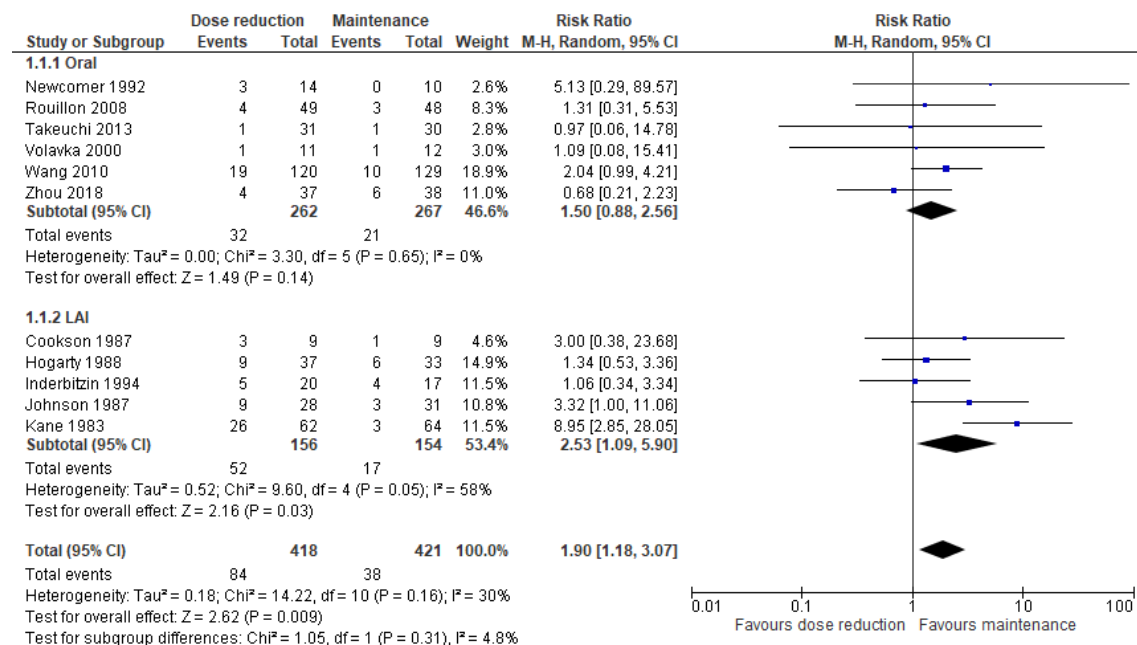 Dose reduction Maintenance Risk Ratio Risk Ratio
Study or Subgroup Events Total Events Total Weight M-H, Random, 95% CI M-H, Random, 95% CI
1.1.1 Oral
Newcomer 1992 3 14 0 10 2.6% 5.13 [0.29, 89.57]
Rouillon 2008 4 49 3 48 8.3% 1.31 [0.31, 5.53]
Takeuchi 2013 1 31 1 30 2.8% 0.97 [0.06, 14.78]
Volavka 2000 1 11 1 12 3.0% 1.09 [0.08, 15.41]
Wang 2010 19 120 10 129 18.9% 2.04 [0.99, 4.21]
Zhou 2018 4 37 6 38 11.0% 0.68 [0.21, 2.23]
Subtotal (95% CI) 262 267 46.6% 1.50 [0.88, 2.56]
Total events 32 21
Heterogeneity: Tau² = 0.00; Chi² = 3.30, df = 5 (P = 0.65); I² = 0%
Test for overall effect: Z = 1.49 (P = 0.14)
1.1.2 LAI
Cookson 1987 3 9 1 9 4.6% 3.00 [0.38, 23.68]
Hogarty 1988 9 37 6 33 14.9% 1.34 [0.53, 3.36]
Inderbitzin 1994 5 20 4 17 11.5% 1.06 [0.34, 3.34]
Johnson 1987 9 28 3 31 10.8% 3.32 [1.00, 11.06]
Kane 1983 26 62 3 64 11.5% 8.95 [2.85, 28.05]
Subtotal (95% CI) 156 154 53.4% 2.53 [1.09, 5.90]
Total events 52 17
Heterogeneity: Tau² = 0.52; Chi² = 9.60, df = 4 (P = 0.05); I² = 58%
Test for overall effect: Z = 2.16 (P = 0.03)
Total (95% CI) 418 421 100.0% 1.90 [1.18, 3.07]
Total events 84 38
Heterogeneity: Tau² = 0.18; Chi² = 14.22, df = 10 (P = 0.16); I² = 30%
Test for overall effect: Z = 2.62 (P = 0.009)
Test for subgroup differences: Chi² = 1.05, df = 1 (P = 0.31), I² = 4.8%
0.01 0.1 1 10 100
Favours dose reduction Favours maintenance